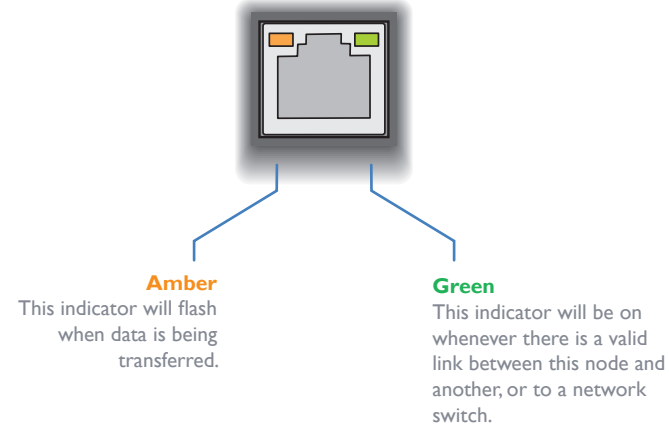 Amber
This indicator will flash
when data is being
transferred.
Green
This indicator will be on
whenever there is a valid
link between this node and
another, or to a network
switch.